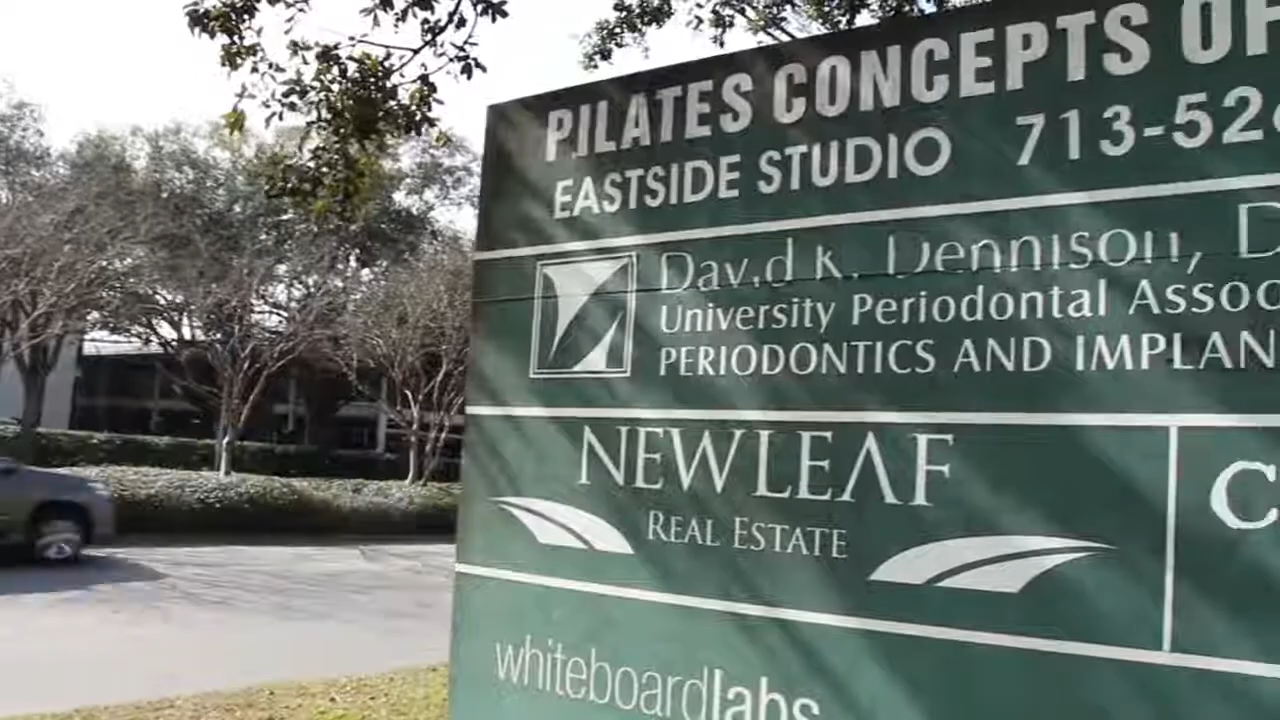 PILATES CONCEPTS OF
EASTSIDE STUDIO 713-52
David K. Dennison, D
University Periodontal Assoc
PERIODONTICS AND IMPLAN
NEWLEAF
REAL ESTATE
C
whiteboardlabs